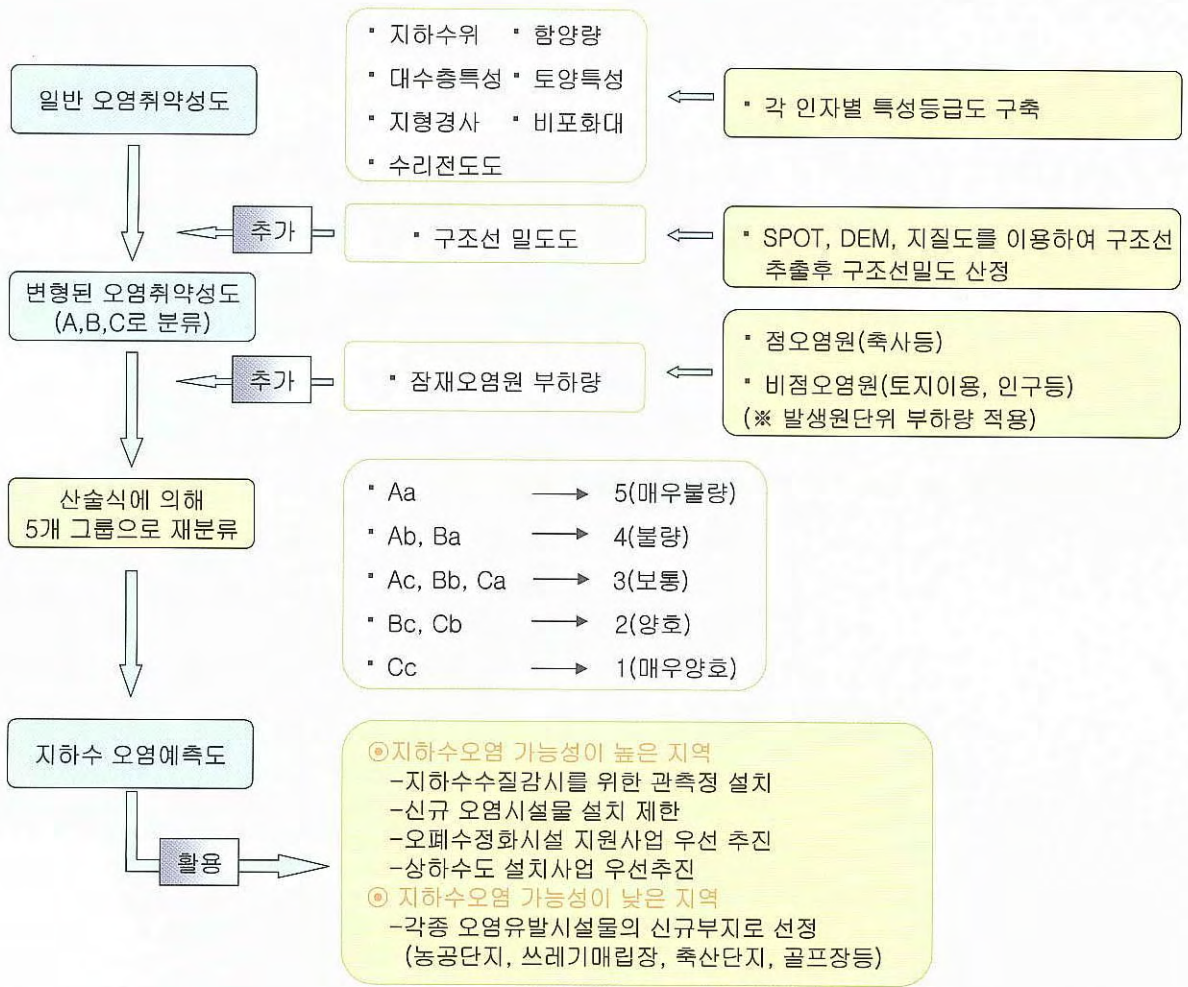 일반 오염취약성도
▪ 지하수위 ▪ 함양량
▪ 대수층특성 ▪ 토양특성
▪ 지형경사 ▪ 비포화대
▪ 수리전도도
▪ 각 인자별 특성등급도 구축
추가
▪ 구조선 밀도도
▪ SPOT, DEM, 지질도를 이용하여 구조선
추출후 구조선밀도 산정
변형된 오염취약성도
(A,B,C로 분류)
추가
▪ 잠재오염원 부하량
▪ 점오염원(축사등)
▪ 비점오염원(토지이용, 인구등)
(※ 발생원단위 부하량 적용)
산술식에 의해
5개 그룹으로 재분류
▪ Aa → 5(매우불량)
▪ Ab, Ba → 4(불량)
▪ Ac, Bb, Ca → 3(보통)
▪ Bc, Cb → 2(양호)
▪ Cc → 1(매우양호)
지하수 오염예측도
활용
◉지하수오염 가능성이 높은 지역
-지하수수질감시를 위한 관측정 설치
-신규 오염시설물 설치 제한
-오폐수정화시설 지원사업 우선 추진
-상하수도 설치사업 우선추진
◉ 지하수오염 가능성이 낮은 지역
-각종 오염유발시설물의 신규부지로 선정
(농공단지, 쓰레기매립장, 축산단지, 골프장등)